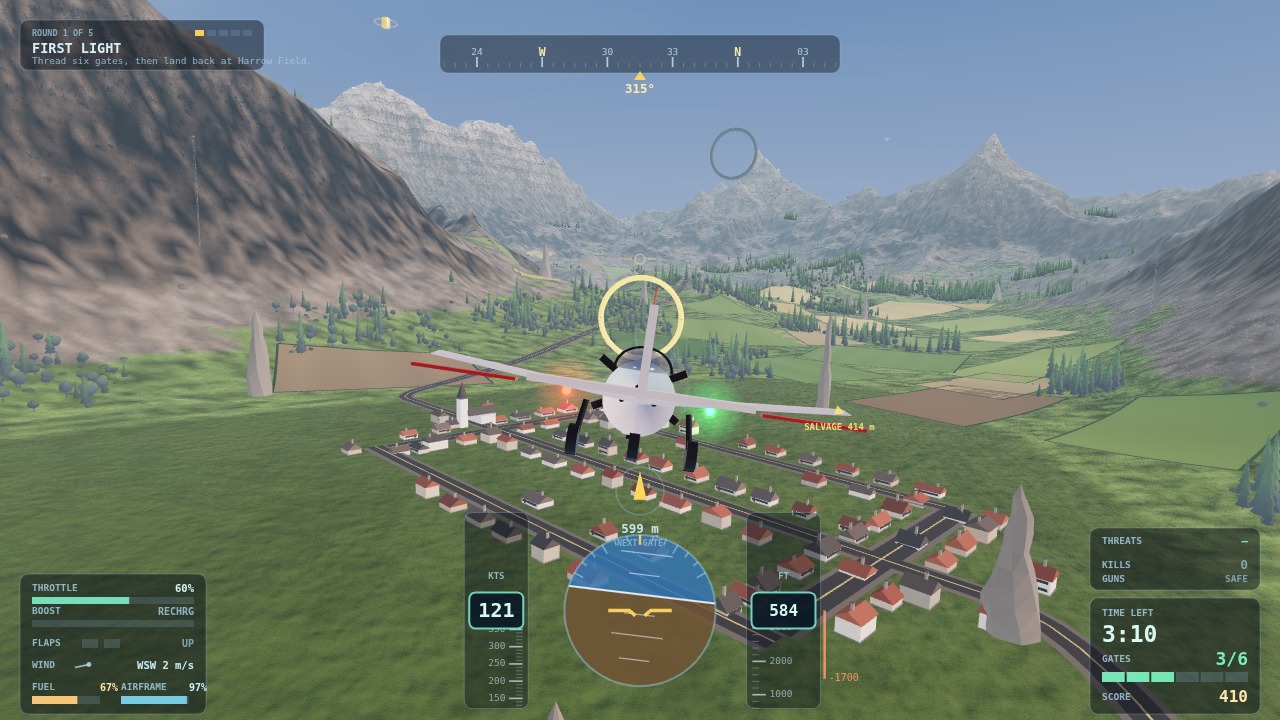 ROUND 1 OF 5
FIRST LIGHT
Thread six gates, then land back at Harrow Field.
24 W 30 33 N 03
315°
SALVAGE 414 m
599 m
NEXT GATE
KTS
121
300
250
200
150
FT
584
2000
1000
-1700
THROTTLE 60%
BOOST RECHRG
FLAPS UP
WIND WSW 2 m/s
FUEL 67% AIRFRAME 97%
THREATS –
KILLS 0
GUNS SAFE
TIME LEFT
3:10
GATES 3/6
SCORE 410